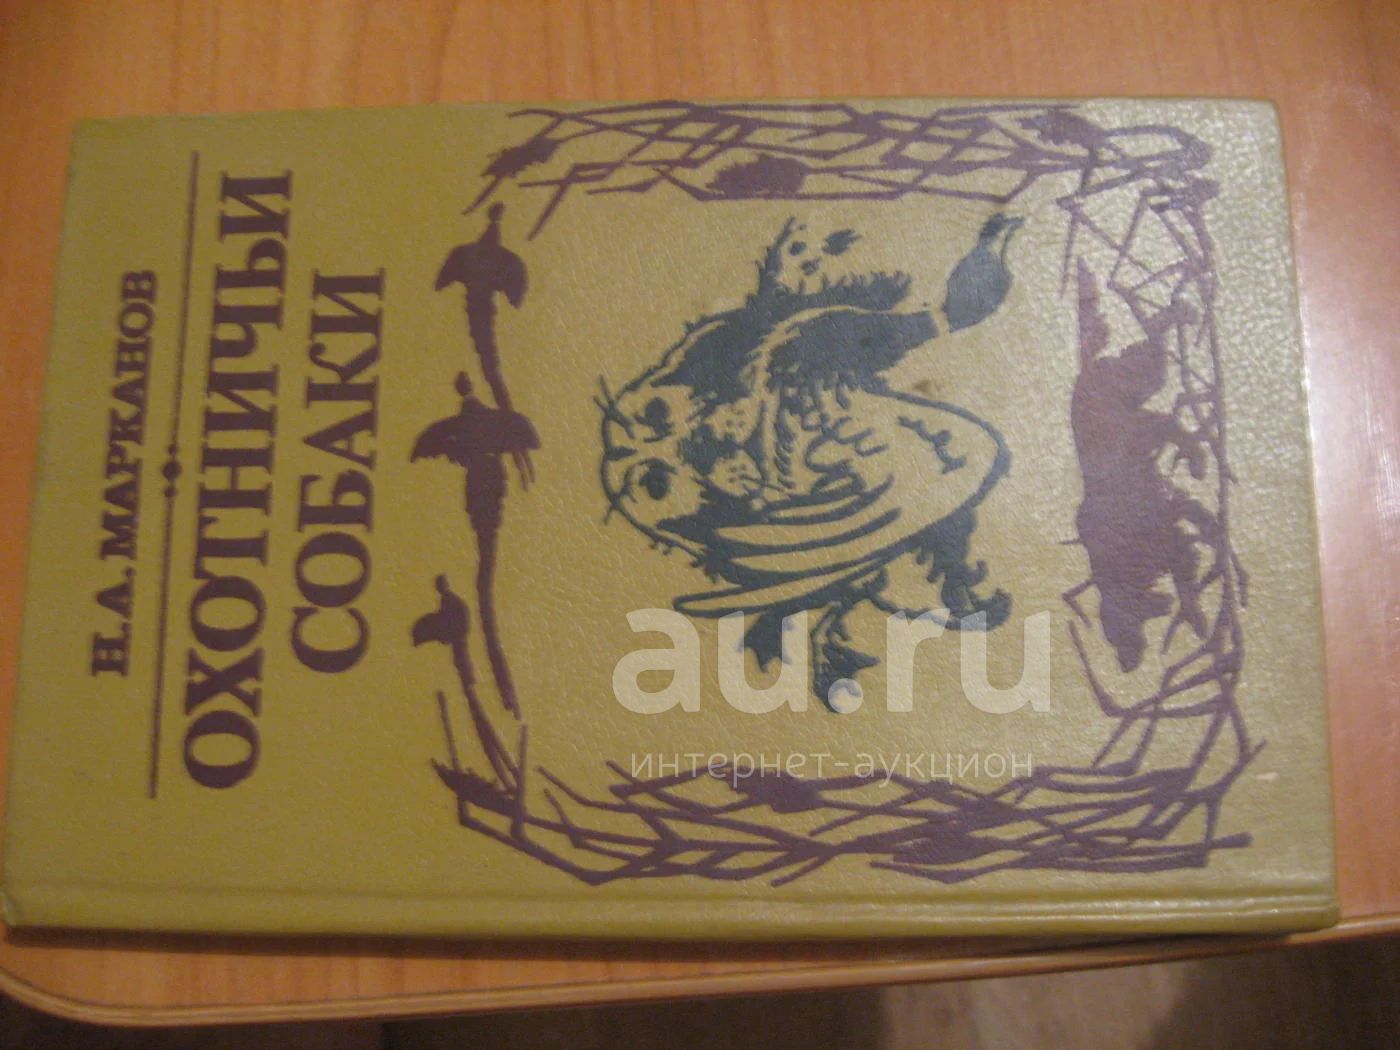 Н.А. МАРКАНОВ
ОХОТНИЧЬИ
СОБАКИ
au.ru
интернет-аукцион